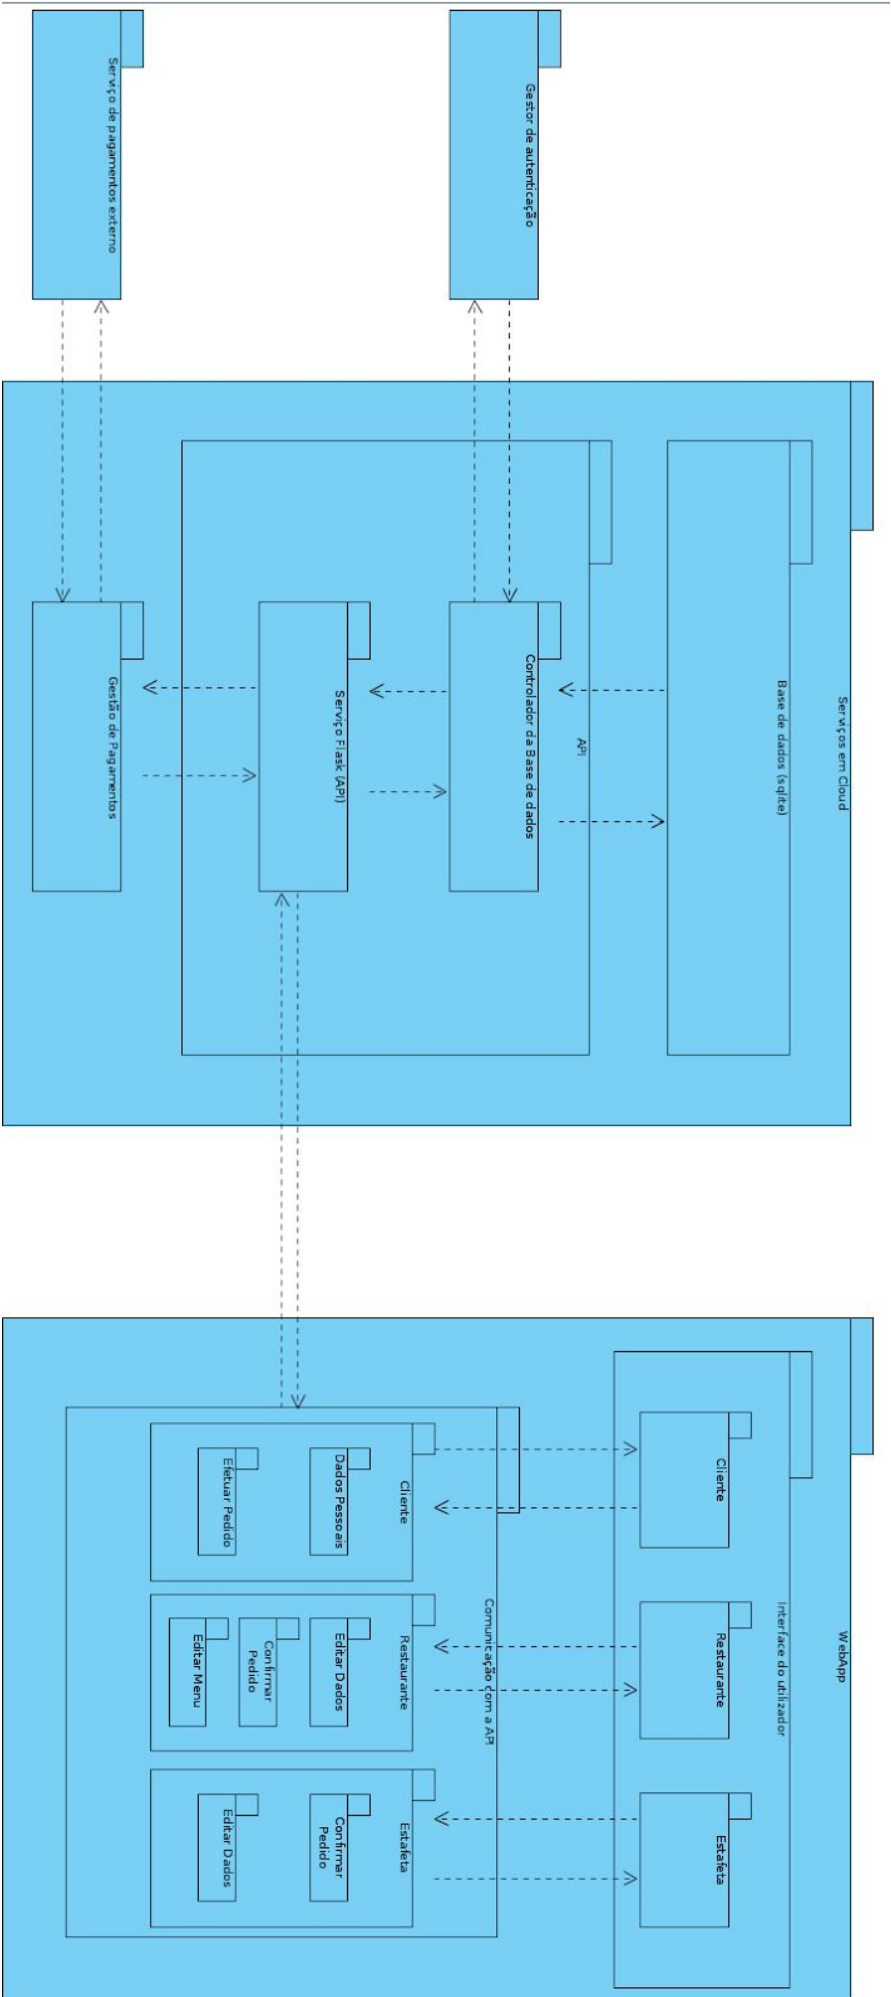 Gestor de autenticação
Serviço de pagamentos externo
Serviços em Cloud
Base de dados (sqlite)
API
Controlador da Base de dados
Serviço Flask (API)
Gestão de Pagamentos
WebApp
Interface do utilizador
Cliente
Restaurante
Estafeta
Comunicação com a API
Cliente
Dados Pessoais
Efetuar Pedido
Restaurante
Editar Dados
Confirmar
Pedido
Editar Menu
Estafeta
Confirmar
Pedido
Editar Dados